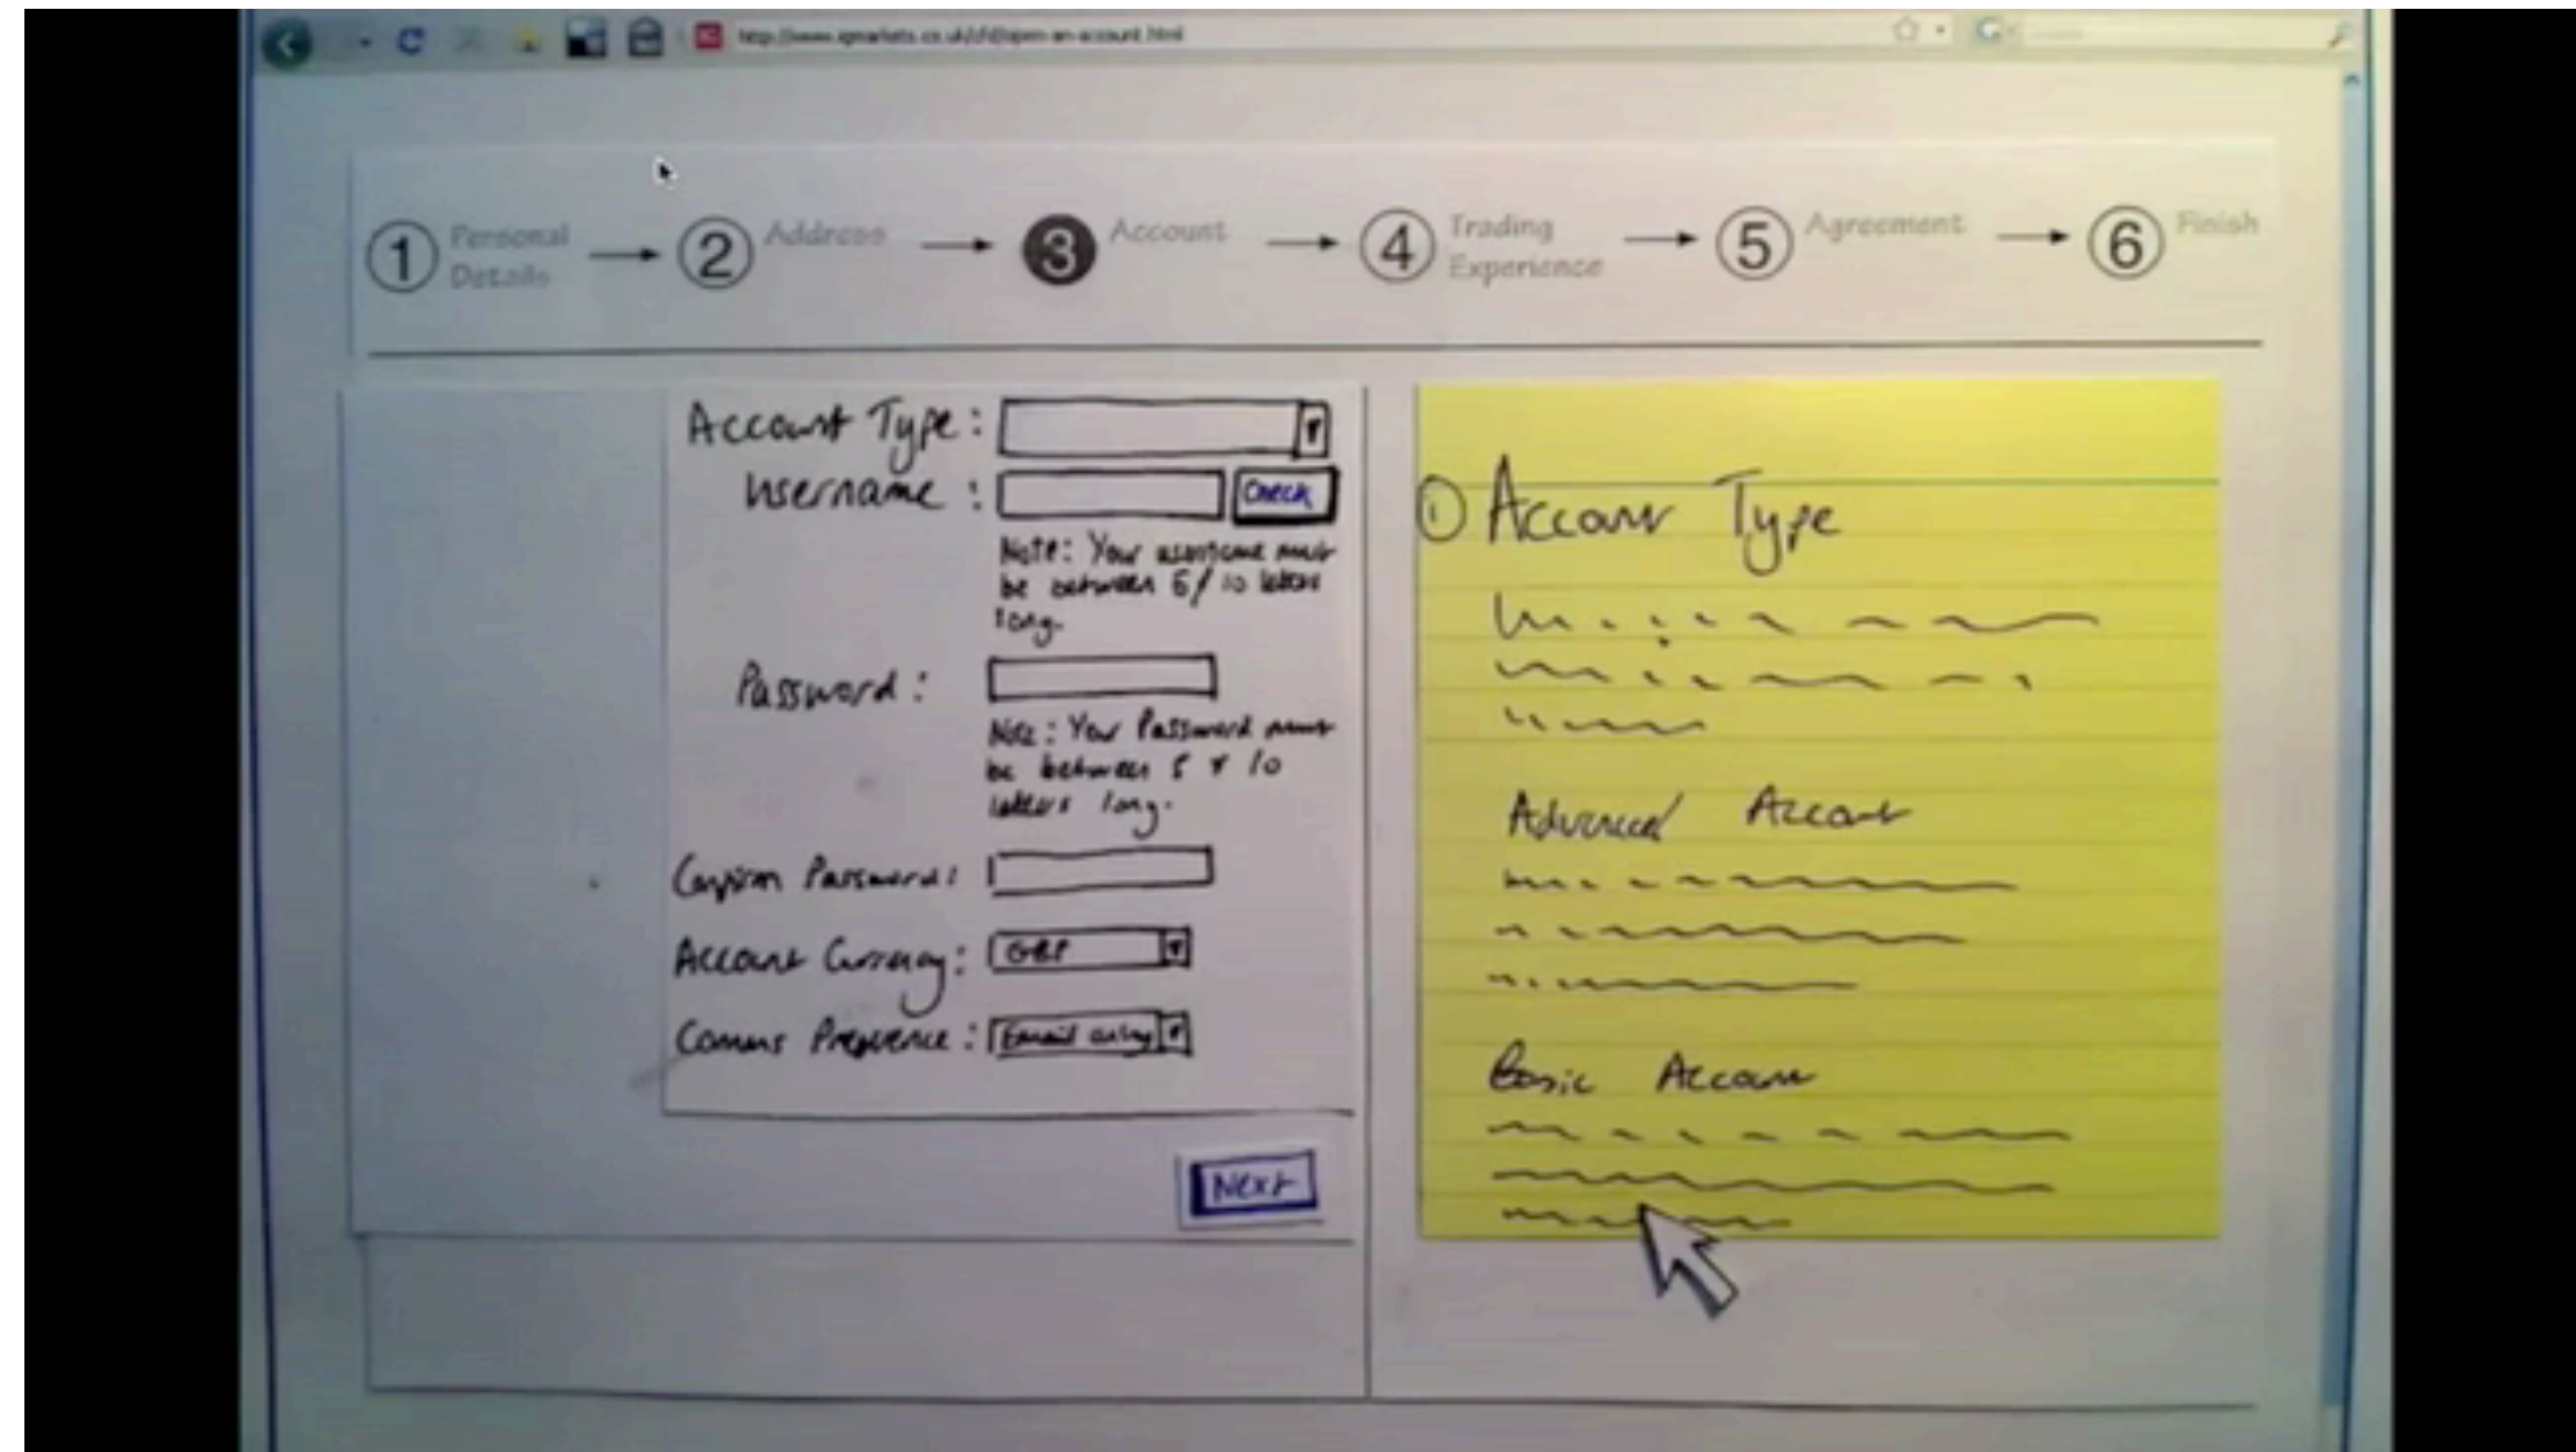 1 Personal Details → 2 Address → 3 Account → 4 Trading Experience → 5 Agreement → 6 Finish
Account Type:
Username : Check
Note: Your username must
be between 6/10 letters
long.
Password:
Note: Your Password must
be between 5 & 10
letters long.
Confirm Password:
Account Currency: GBP
Comms Preference: Email only
Next
i Account Type
Advanced Account
Basic Account